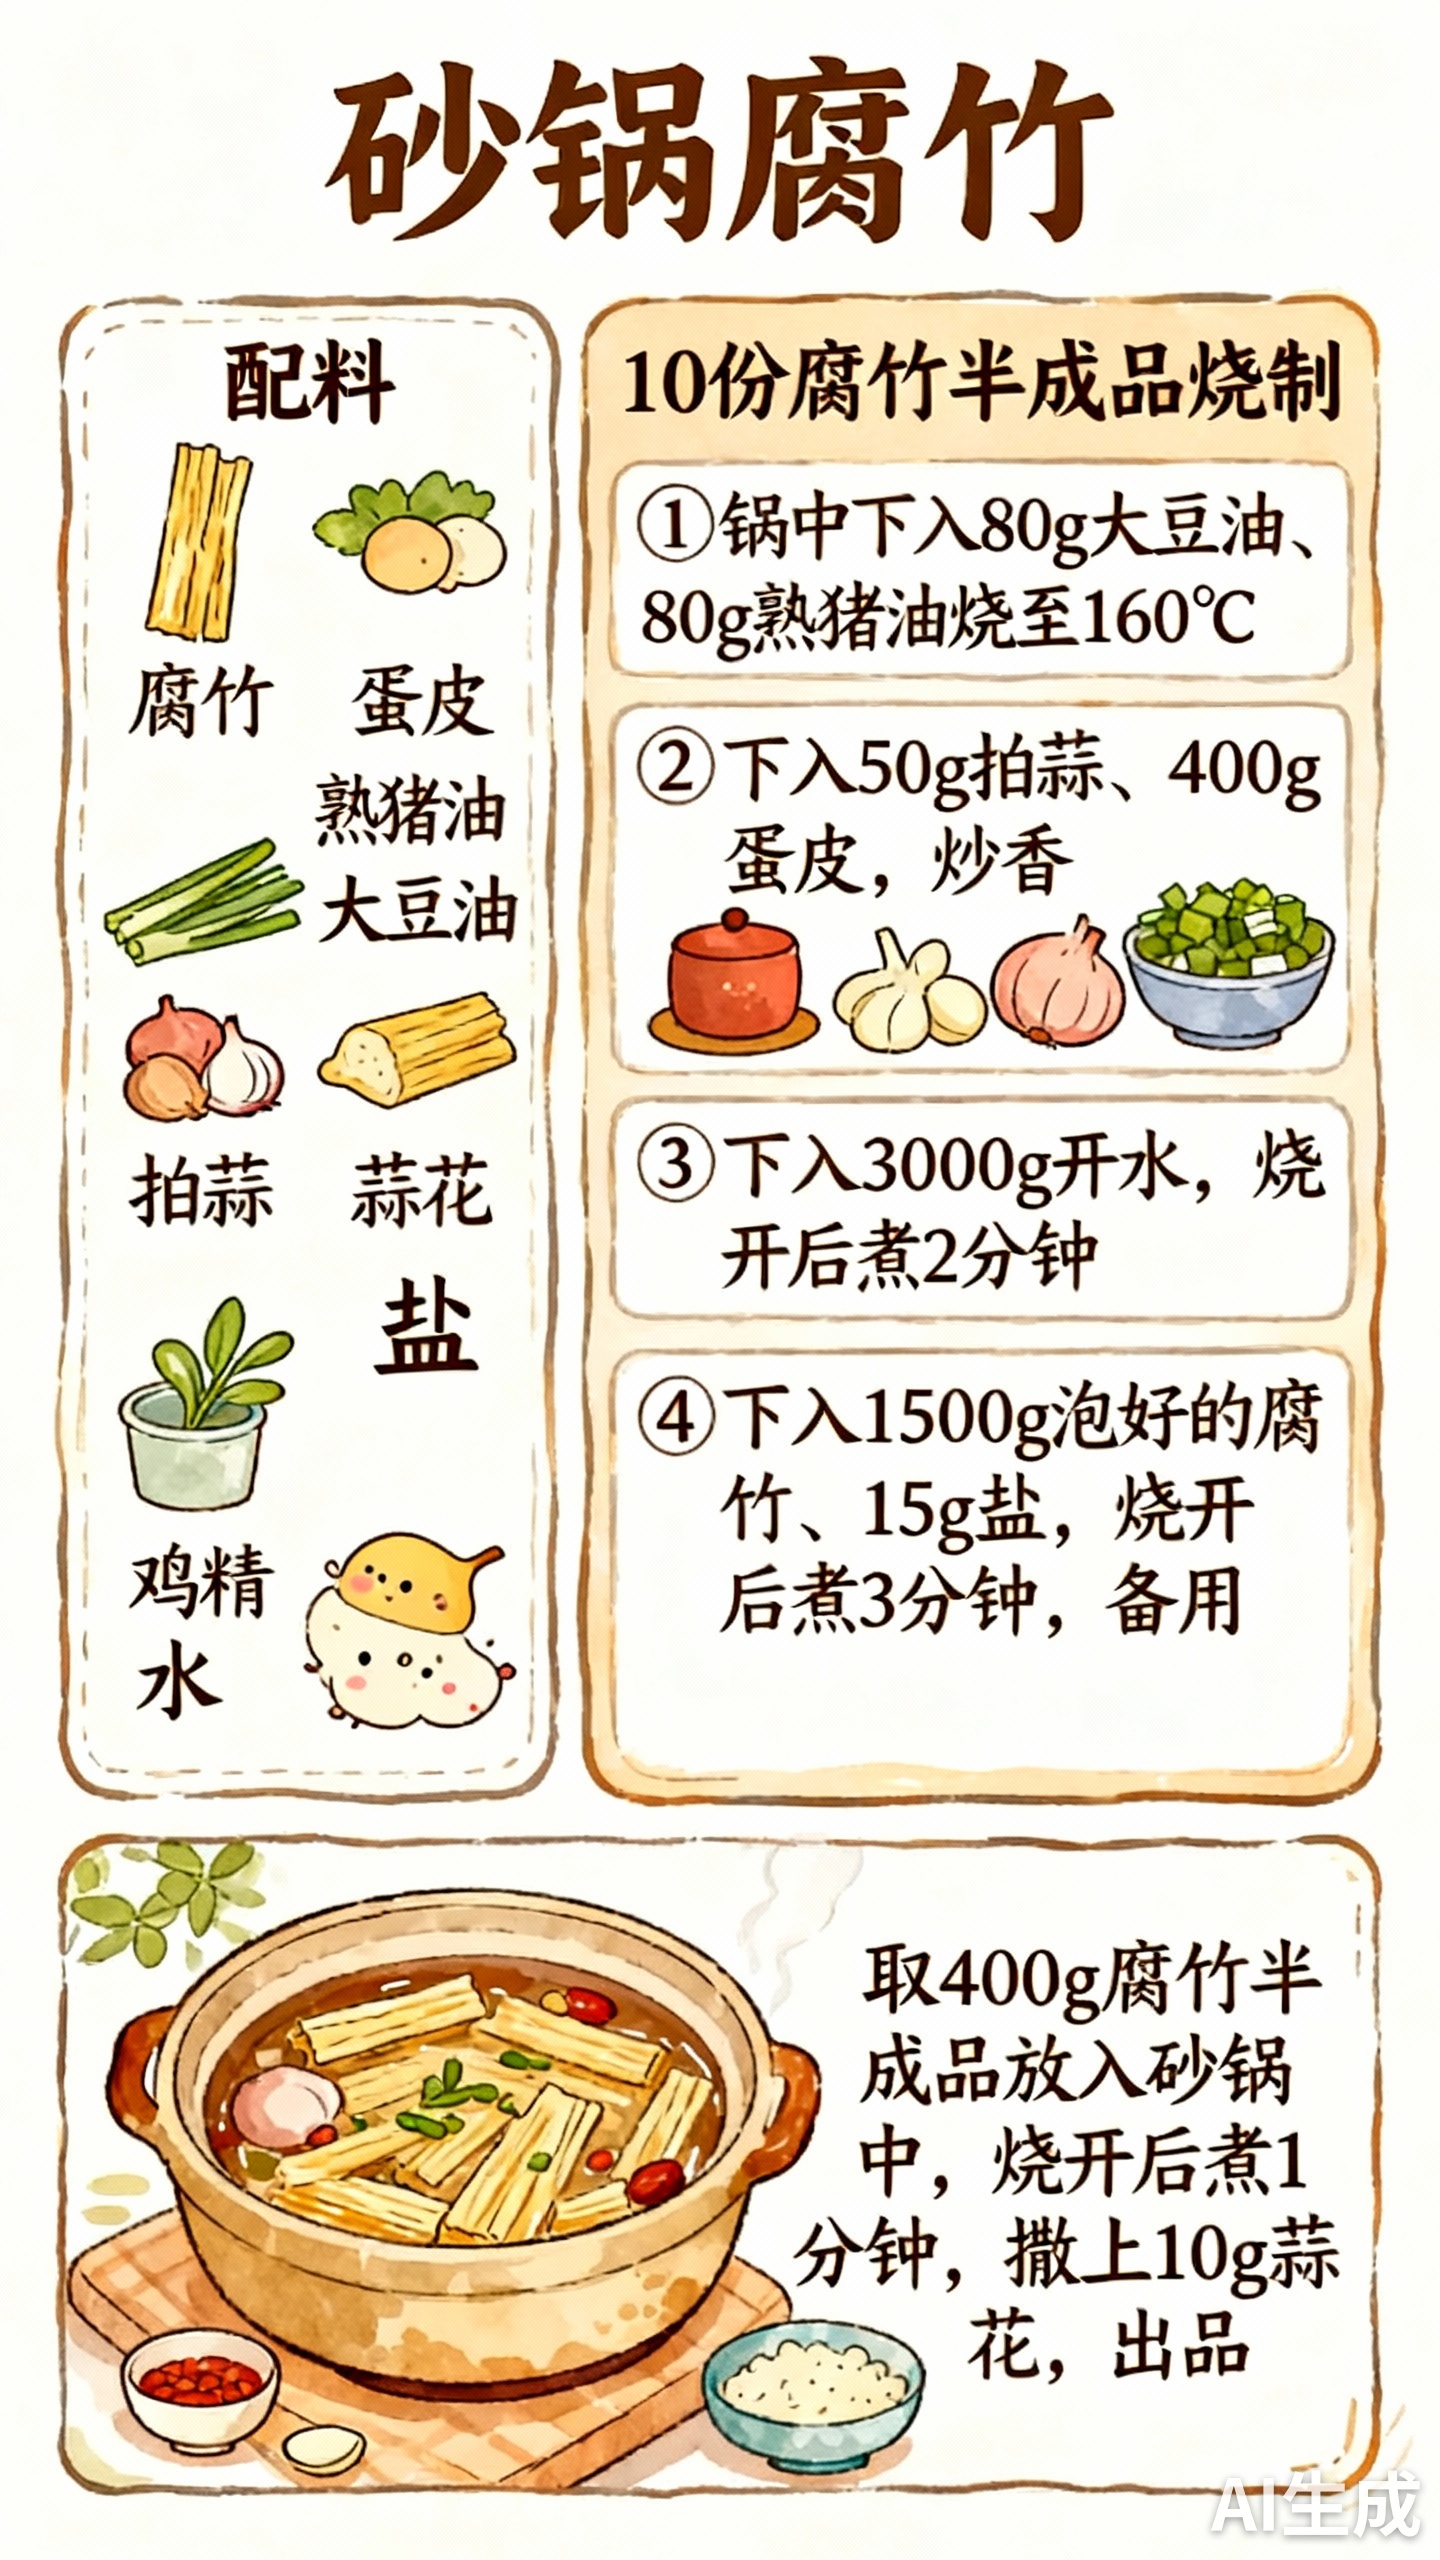 砂锅腐竹
配料
腐竹
蛋皮
熟猪油
大豆油
拍蒜
蒜花
盐
鸡精
水
10份腐竹半成品烧制
①锅中下入80g大豆油、
80g熟猪油烧至160℃
②下入50g拍蒜、400g
蛋皮，炒香
③下入3000g开水，烧
开后煮2分钟
④下入1500g泡好的腐
竹、15g盐，烧开
后煮3分钟，备用
取400g腐竹半
成品放入砂锅
中，烧开后煮1
分钟，撒上10g蒜
花，出品
AI生成